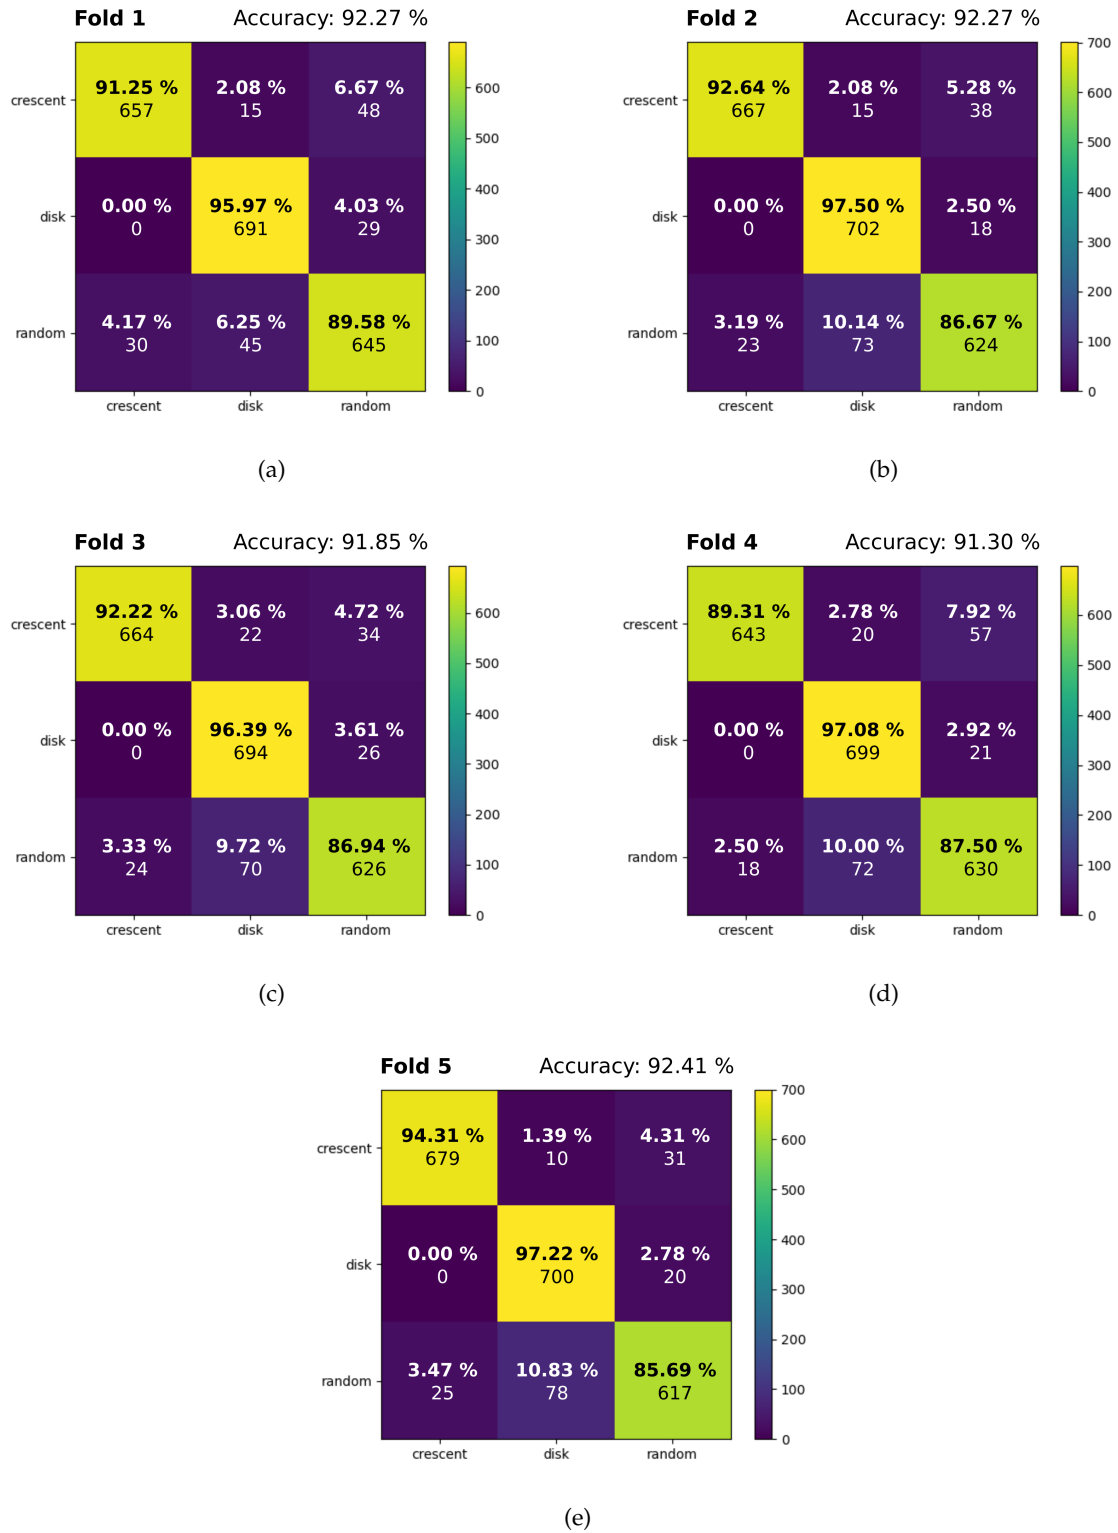 Fold 1 Accuracy: 92.27 %
crescent 91.25 % 2.08 % 6.67 %
657 15 48
disk 0.00 % 95.97 % 4.03 %
0 691 29
random 4.17 % 6.25 % 89.58 %
30 45 645
crescent disk random
600
500
400
300
200
100
0
(a)
Fold 2 Accuracy: 92.27 %
crescent 92.64 % 2.08 % 5.28 %
667 15 38
disk 0.00 % 97.50 % 2.50 %
0 702 18
random 3.19 % 10.14 % 86.67 %
23 73 624
crescent disk random
700
600
500
400
300
200
100
0
(b)
Fold 3 Accuracy: 91.85 %
crescent 92.22 % 3.06 % 4.72 %
664 22 34
disk 0.00 % 96.39 % 3.61 %
0 694 26
random 3.33 % 9.72 % 86.94 %
24 70 626
crescent disk random
600
500
400
300
200
100
0
(c)
Fold 4 Accuracy: 91.30 %
crescent 89.31 % 2.78 % 7.92 %
643 20 57
disk 0.00 % 97.08 % 2.92 %
0 699 21
random 2.50 % 10.00 % 87.50 %
18 72 630
crescent disk random
600
500
400
300
200
100
0
(d)
Fold 5 Accuracy: 92.41 %
crescent 94.31 % 1.39 % 4.31 %
679 10 31
disk 0.00 % 97.22 % 2.78 %
0 700 20
random 3.47 % 10.83 % 85.69 %
25 78 617
crescent disk random
700
600
500
400
300
200
100
0
(e)